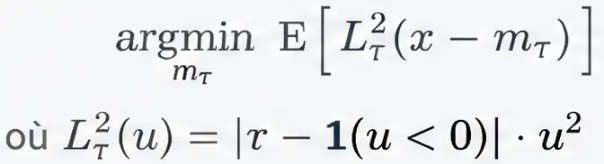 argmin E[L²_τ(x − m_τ)]
m_τ
où L²_τ(u) = |τ − 1(u < 0)| · u²